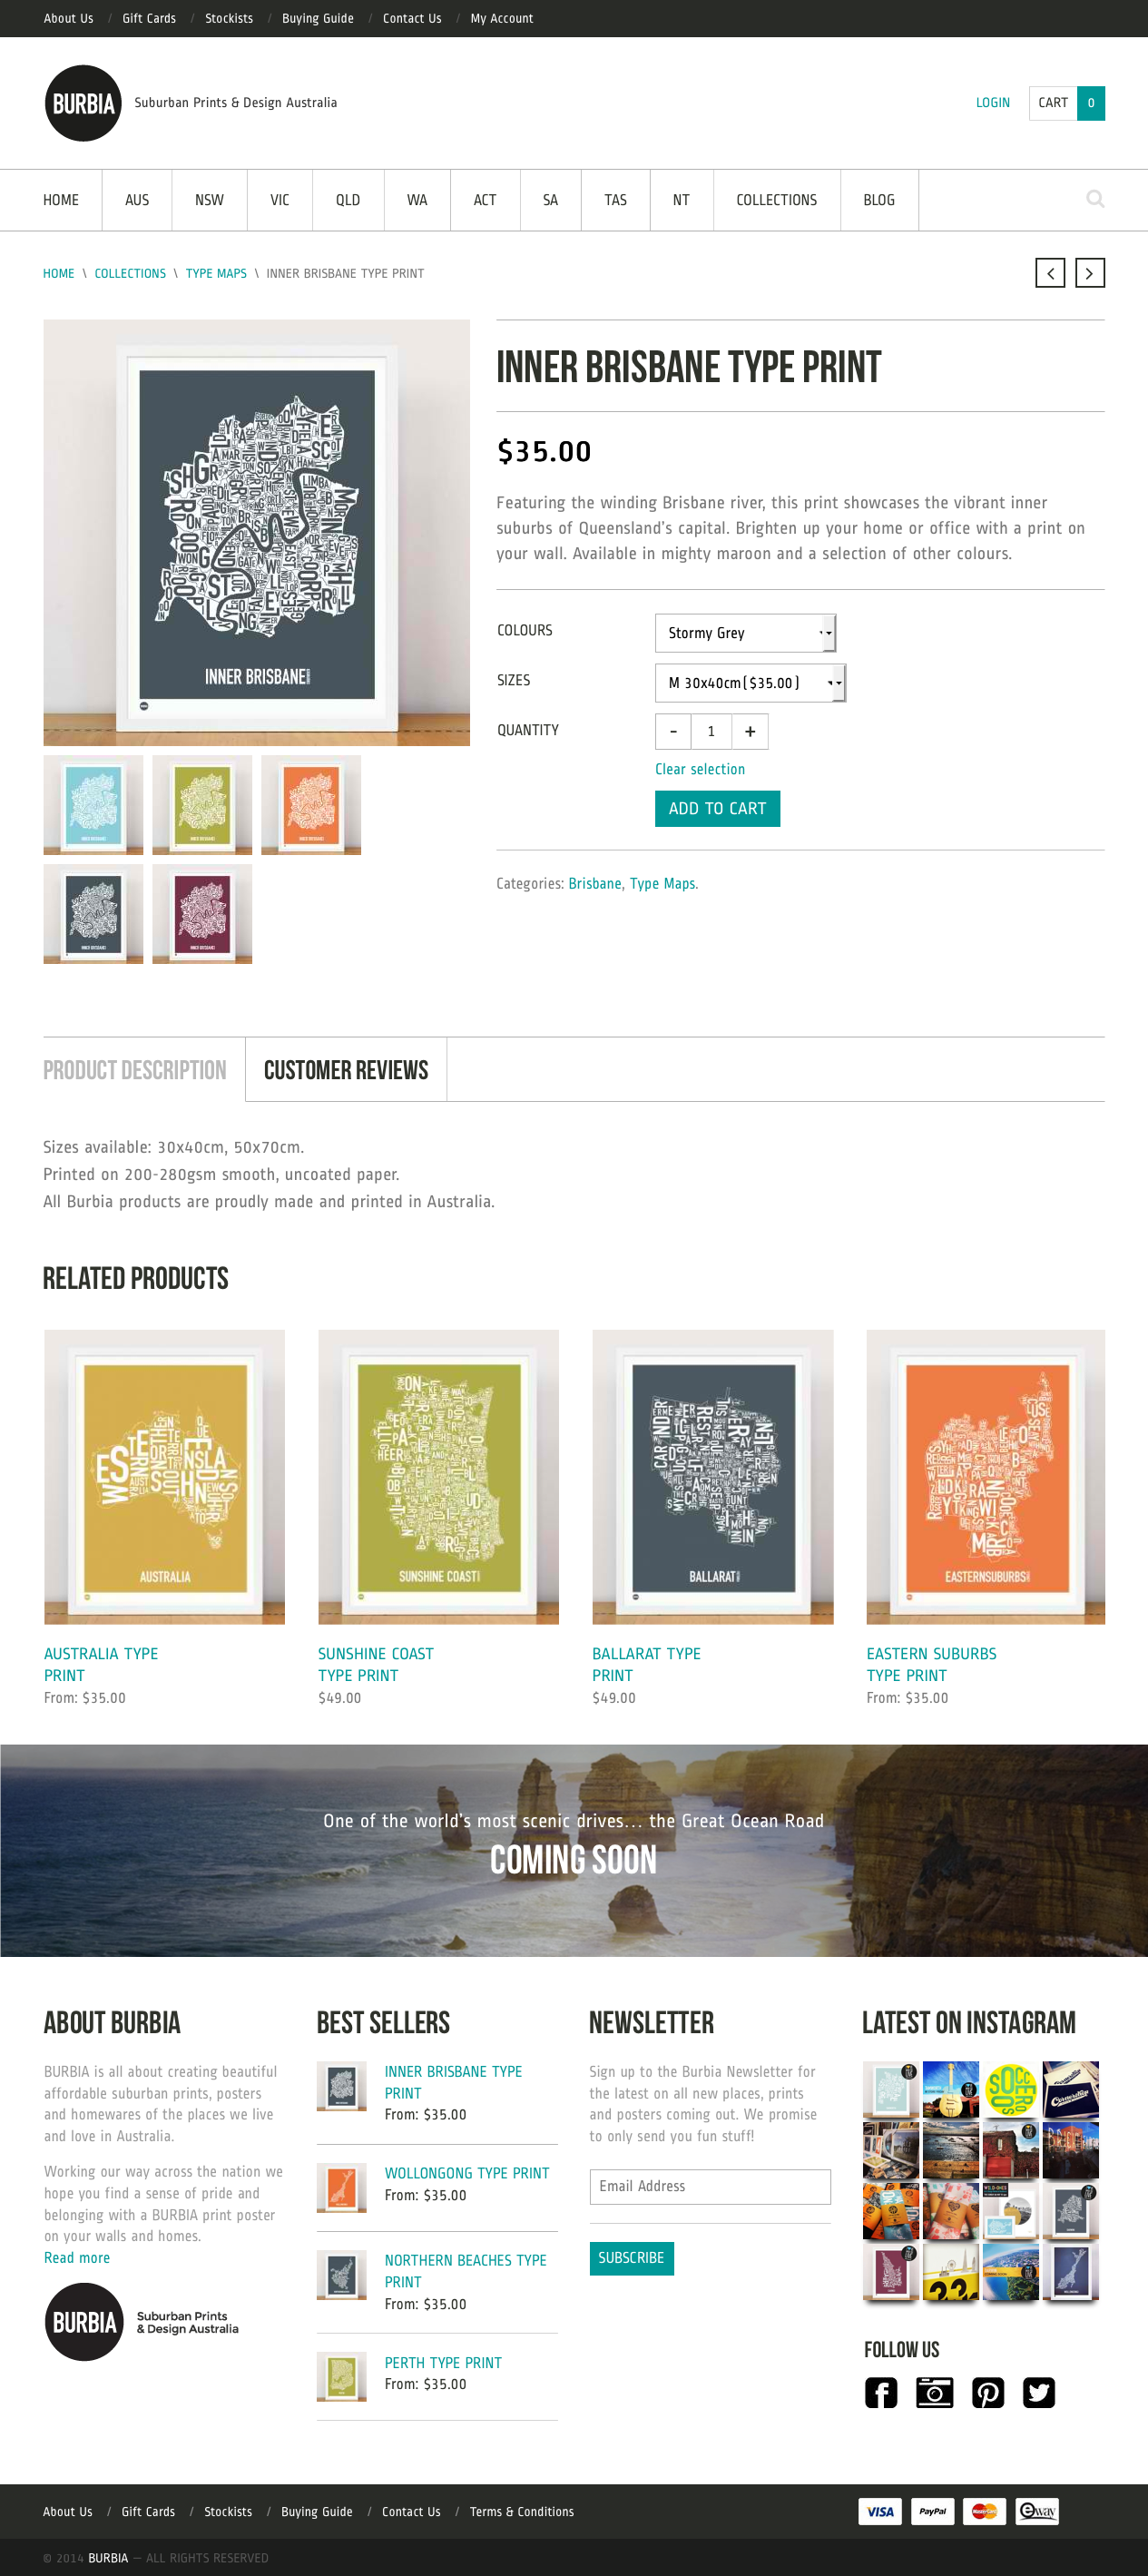 About Us / Gift Cards / Stockists / Buying Guide / Contact Us / My Account
BURBIA
Suburban Prints & Design Australia
LOGIN
CART 0
HOME AUS NSW VIC QLD WA ACT SA TAS NT COLLECTIONS BLOG
HOME \ COLLECTIONS \ TYPE MAPS \ INNER BRISBANE TYPE PRINT
INNER BRISBANE
INNER BRISBANE TYPE PRINT
$35.00
Featuring the winding Brisbane river, this print showcases the vibrant inner
suburbs of Queensland's capital. Brighten up your home or office with a print on
your wall. Available in mighty maroon and a selection of other colours.
COLOURS Stormy Grey
SIZES M 30x40cm($35.00)
QUANTITY - 1 +
Clear selection
ADD TO CART
Categories: Brisbane, Type Maps.
INNER BRISBANE
INNER BRISBANE
INNER BRISBANE
INNER BRISBANE
INNER BRISBANE
PRODUCT DESCRIPTION
CUSTOMER REVIEWS
Sizes available: 30x40cm, 50x70cm.
Printed on 200-280gsm smooth, uncoated paper.
All Burbia products are proudly made and printed in Australia.
RELATED PRODUCTS
AUSTRALIA
SUNSHINE COAST
BALLARAT
EASTERNSUBURBS
AUSTRALIA TYPE
PRINT
From: $35.00
SUNSHINE COAST
TYPE PRINT
$49.00
BALLARAT TYPE
PRINT
$49.00
EASTERN SUBURBS
TYPE PRINT
From: $35.00
One of the world's most scenic drives... the Great Ocean Road
COMING SOON
ABOUT BURBIA
BURBIA is all about creating beautiful
affordable suburban prints, posters
and homewares of the places we live
and love in Australia.
Working our way across the nation we
hope you find a sense of pride and
belonging with a BURBIA print poster
on your walls and homes.
Read more
BURBIA
Suburban Prints
& Design Australia
BEST SELLERS
INNER BRISBANE TYPE
PRINT
From: $35.00
WOLLONGONG TYPE PRINT
From: $35.00
NORTHERN BEACHES TYPE
PRINT
From: $35.00
PERTH TYPE PRINT
From: $35.00
NEWSLETTER
Sign up to the Burbia Newsletter for
the latest on all new places, prints
and posters coming out. We promise
to only send you fun stuff!
Email Address
SUBSCRIBE
LATEST ON INSTAGRAM
SOCCEROOS
FOLLOW US
About Us / Gift Cards / Stockists / Buying Guide / Contact Us / Terms & Conditions
VISA PayPal MasterCard eway
© 2014 BURBIA – ALL RIGHTS RESERVED